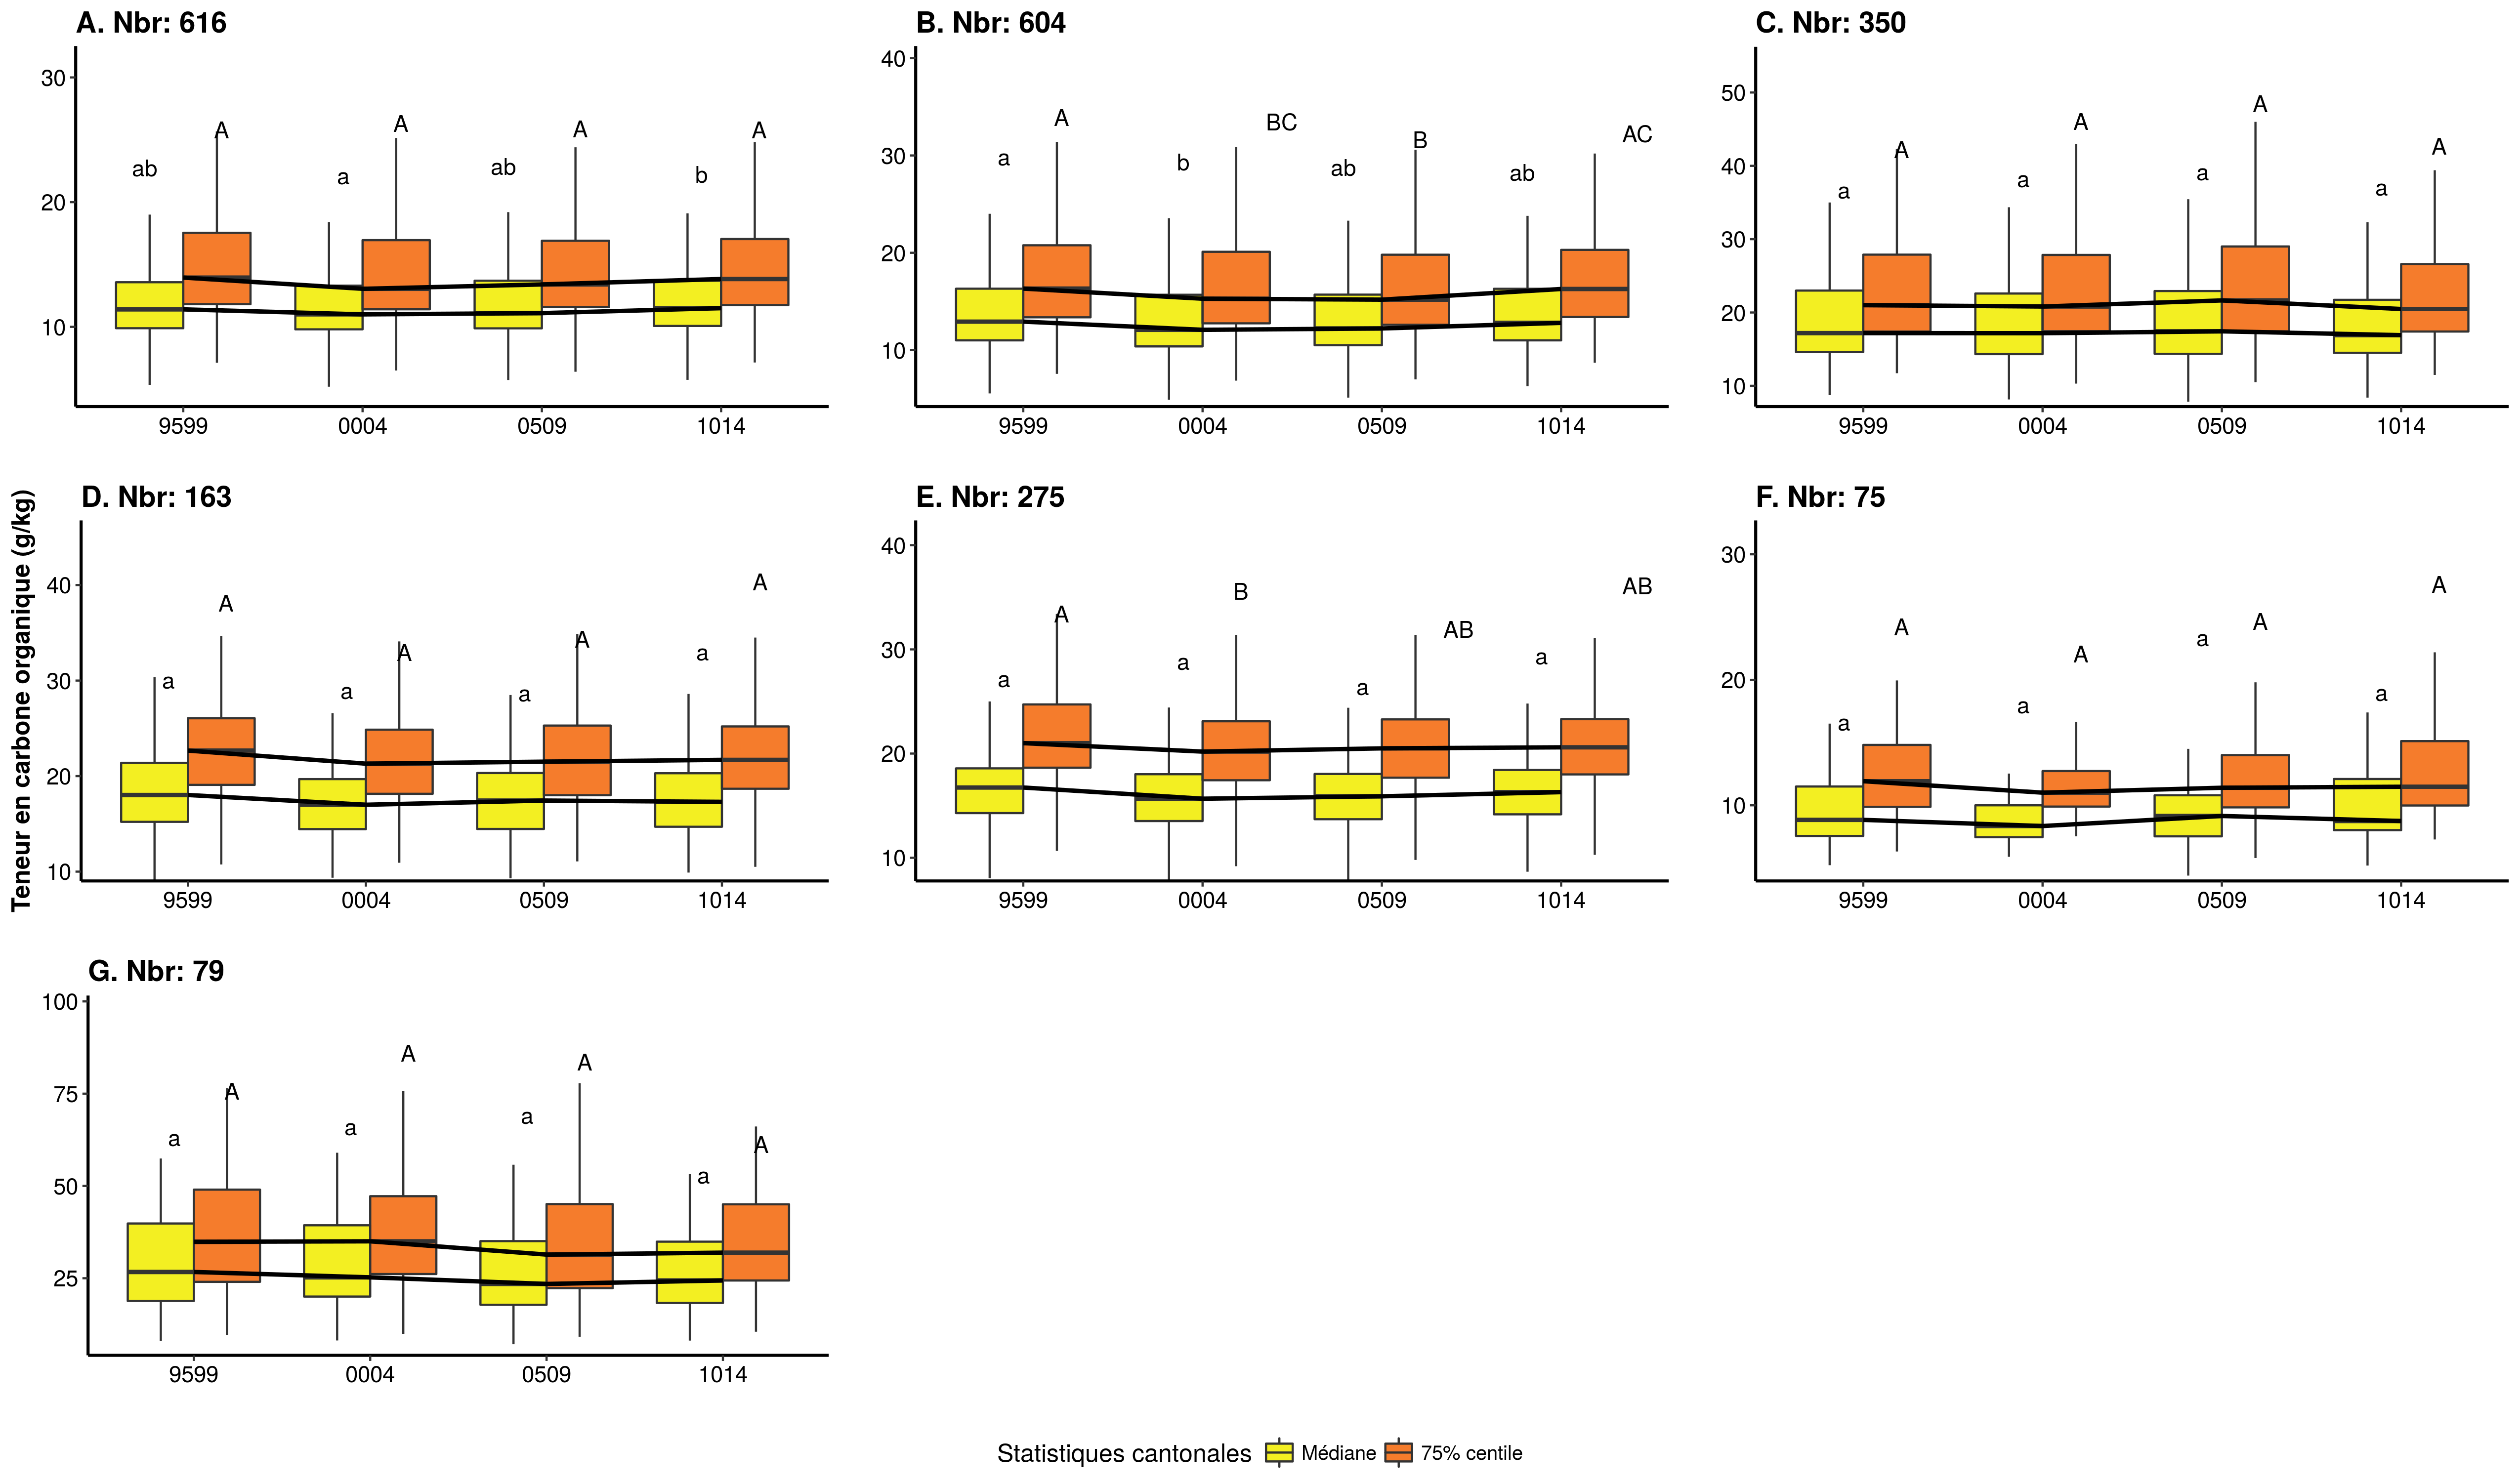 A. Nbr: 616
30
20
10
ab
A
a
A
ab
A
b
A
9599
0004
0509
1014
B. Nbr: 604
40
30
20
10
a
A
b
BC
ab
B
ab
AC
9599
0004
0509
1014
C. Nbr: 350
50
40
30
20
10
a
A
a
A
a
A
a
A
9599
0004
0509
1014
Teneur en carbone organique (g/kg)
D. Nbr: 163
40
30
20
10
a
A
a
A
a
A
a
A
9599
0004
0509
1014
E. Nbr: 275
40
30
20
10
a
A
a
B
a
AB
a
AB
9599
0004
0509
1014
F. Nbr: 75
30
20
10
a
A
a
A
a
A
a
A
9599
0004
0509
1014
G. Nbr: 79
100
75
50
25
a
A
a
A
a
A
a
A
9599
0004
0509
1014
Statistiques cantonales Médiane 75% centile